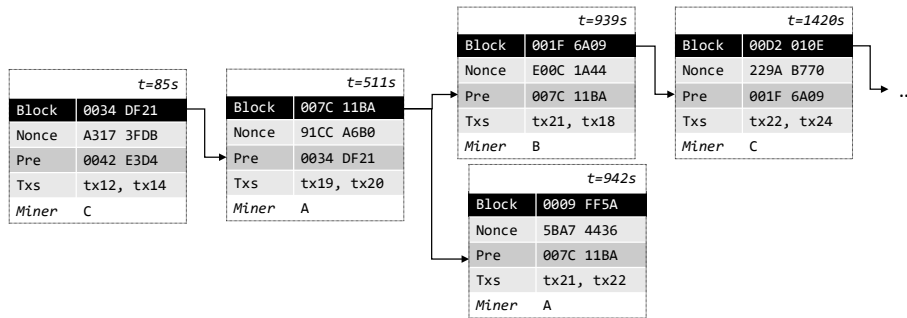 t=85s
Block 0034 DF21
Nonce A317 3FDB
Pre 0042 E3D4
Txs tx12, tx14
Miner C
t=511s
Block 007C 11BA
Nonce 91CC A6B0
Pre 0034 DF21
Txs tx19, tx20
Miner A
t=939s
Block 001F 6A09
Nonce E00C 1A44
Pre 007C 11BA
Txs tx21, tx18
Miner B
t=1420s
Block 00D2 010E
Nonce 229A B770
Pre 001F 6A09
Txs tx22, tx24
Miner C
..
t=942s
Block 0009 FF5A
Nonce 5BA7 4436
Pre 007C 11BA
Txs tx21, tx22
Miner A